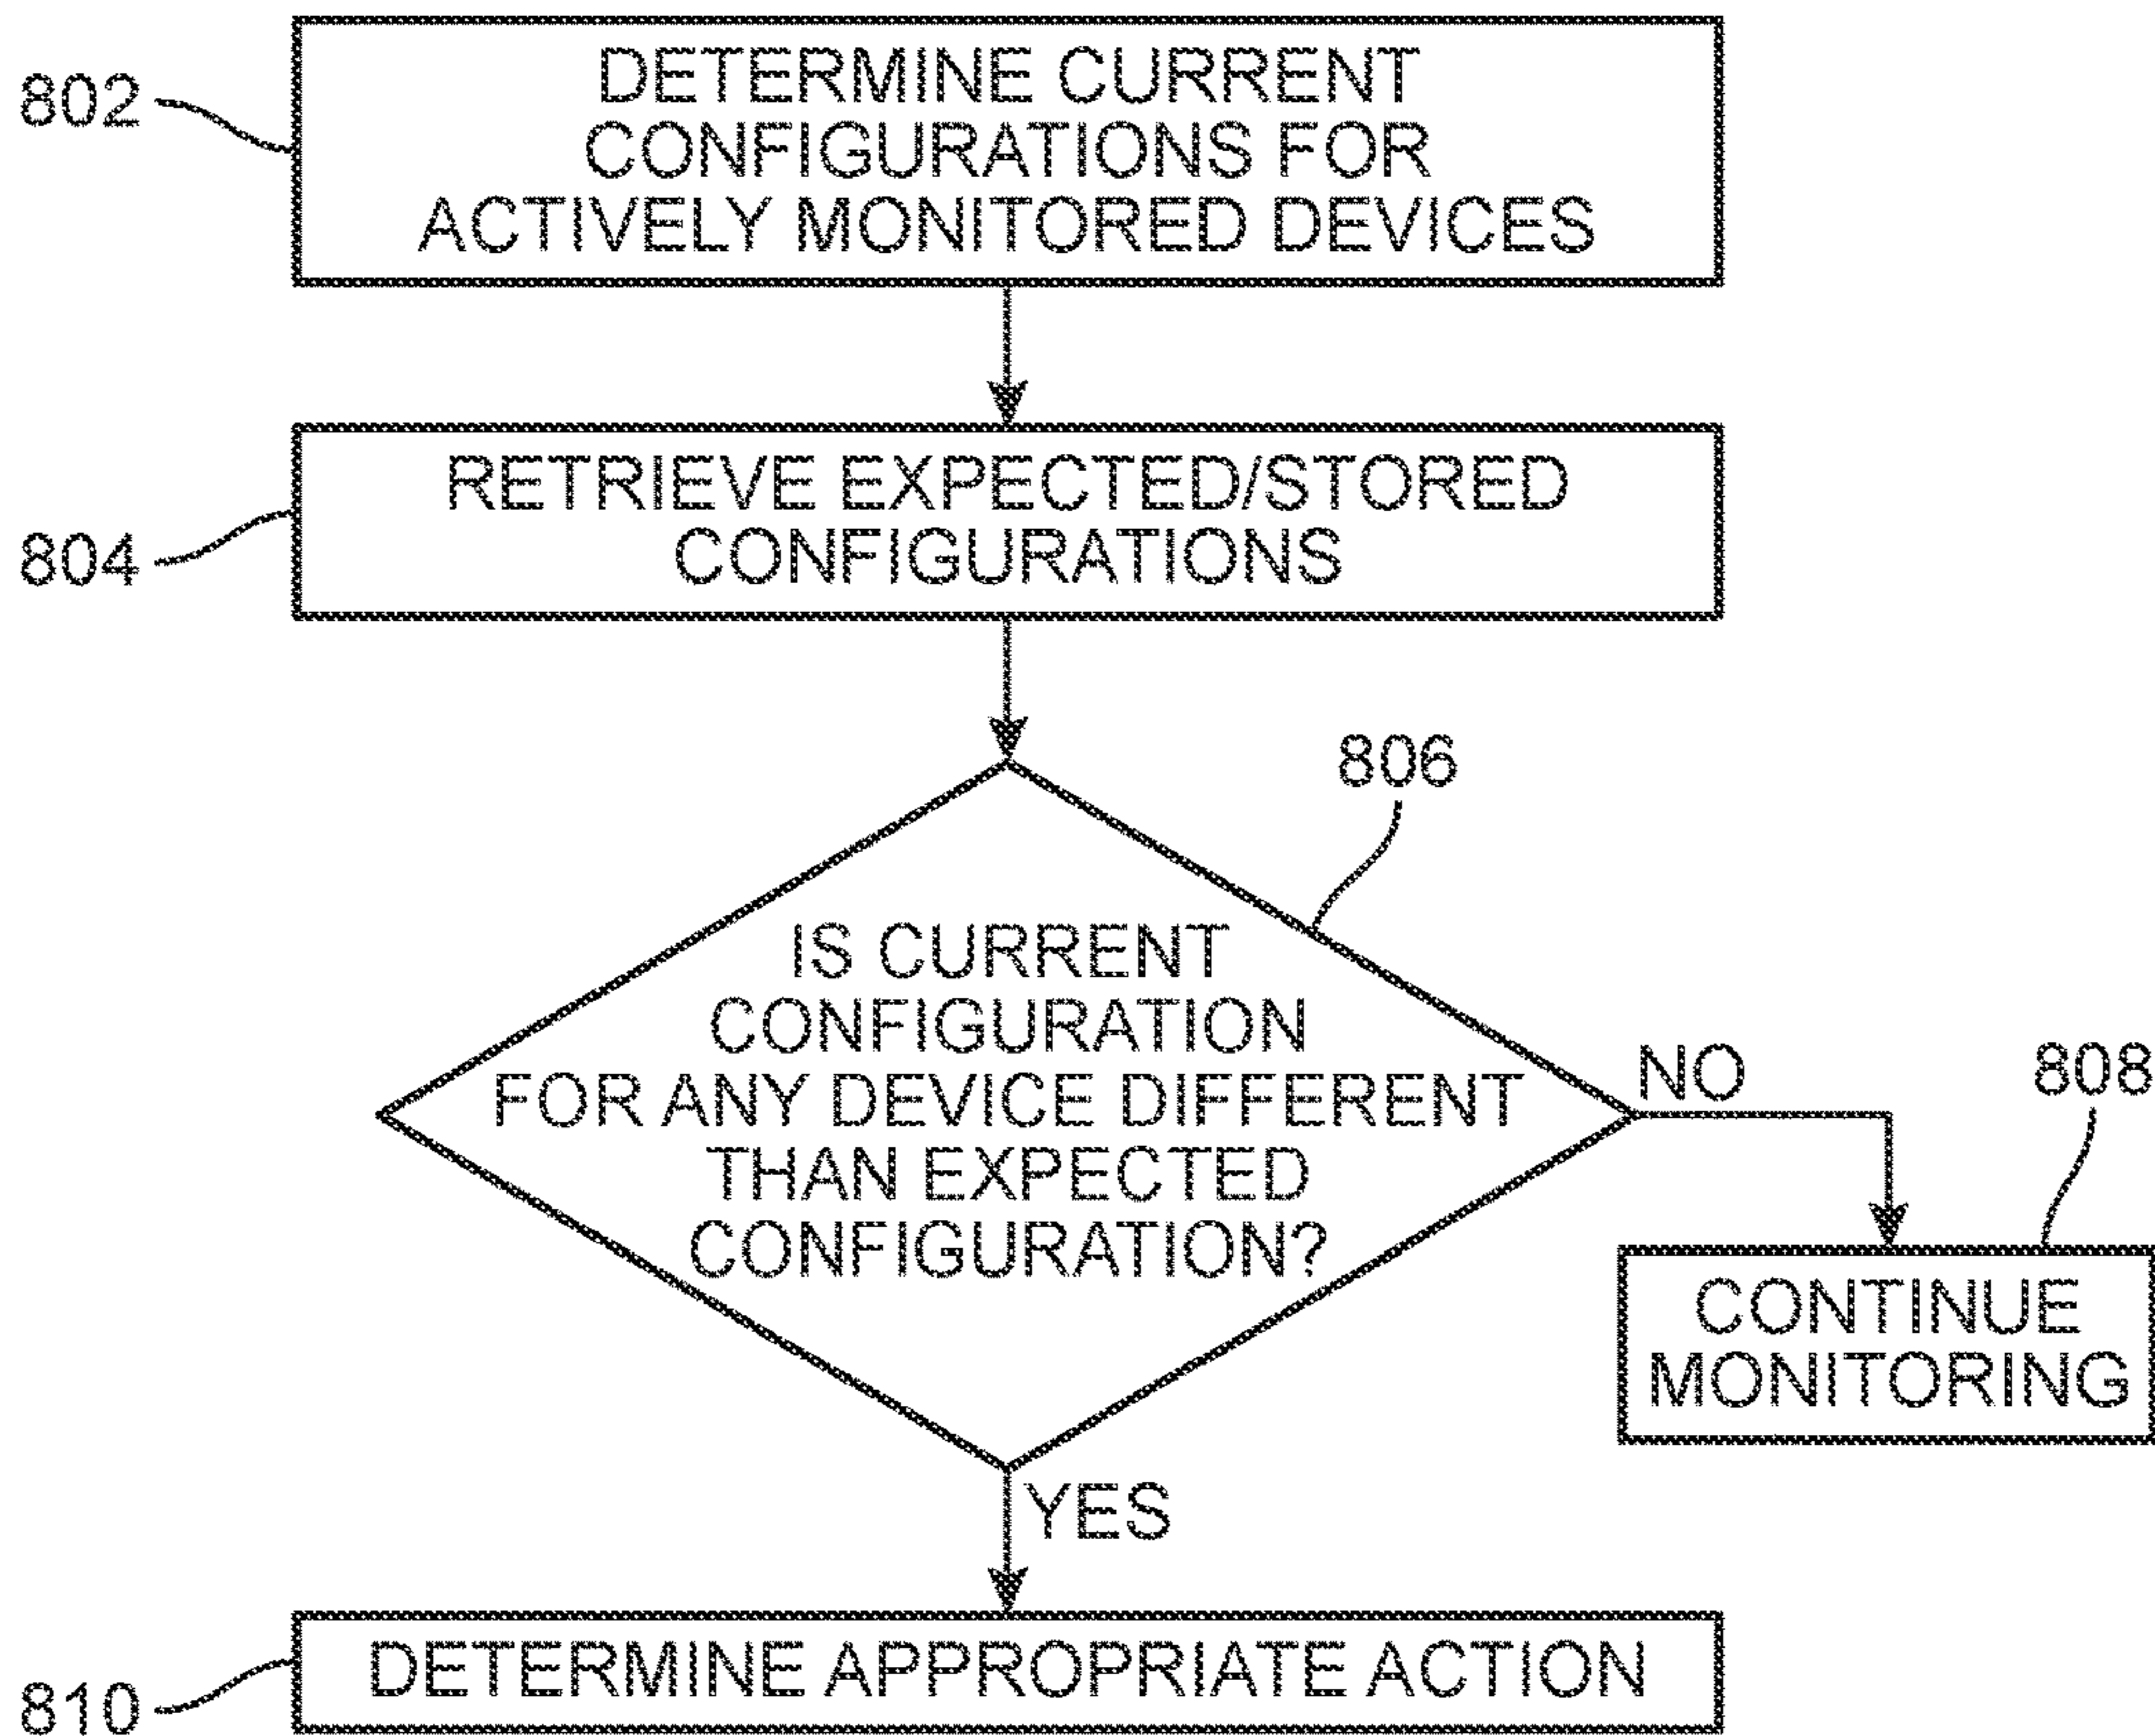 802
DETERMINE CURRENT
CONFIGURATIONS FOR
ACTIVELY MONITORED DEVICES
804
RETRIEVE EXPECTED/STORED
CONFIGURATIONS
806
IS CURRENT
CONFIGURATION
FOR ANY DEVICE DIFFERENT
THAN EXPECTED
CONFIGURATION?
NO
808
CONTINUE
MONITORING
YES
810
DETERMINE APPROPRIATE ACTION